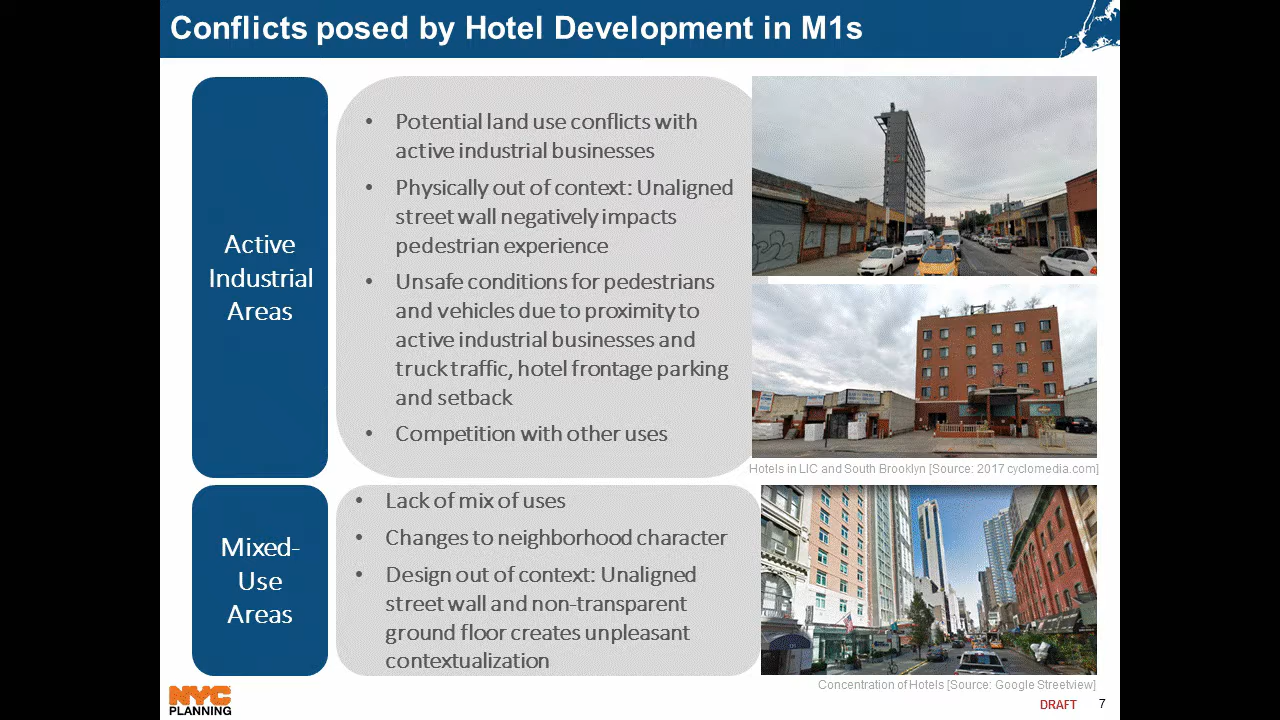 Conflicts posed by Hotel Development in M1s
Active
Industrial
Areas
• Potential land use conflicts with
active industrial businesses
• Physically out of context: Unaligned
street wall negatively impacts
pedestrian experience
• Unsafe conditions for pedestrians
and vehicles due to proximity to
active industrial businesses and
truck traffic, hotel frontage parking
and setback
• Competition with other uses
Hotels in LIC and South Brooklyn [Source: 2017 cyclomedia.com]
Mixed-
Use
Areas
• Lack of mix of uses
• Changes to neighborhood character
• Design out of context: Unaligned
street wall and non-transparent
ground floor creates unpleasant
contextualization
Concentration of Hotels [Source: Google Streetview]
NYC
PLANNING
DRAFT 7